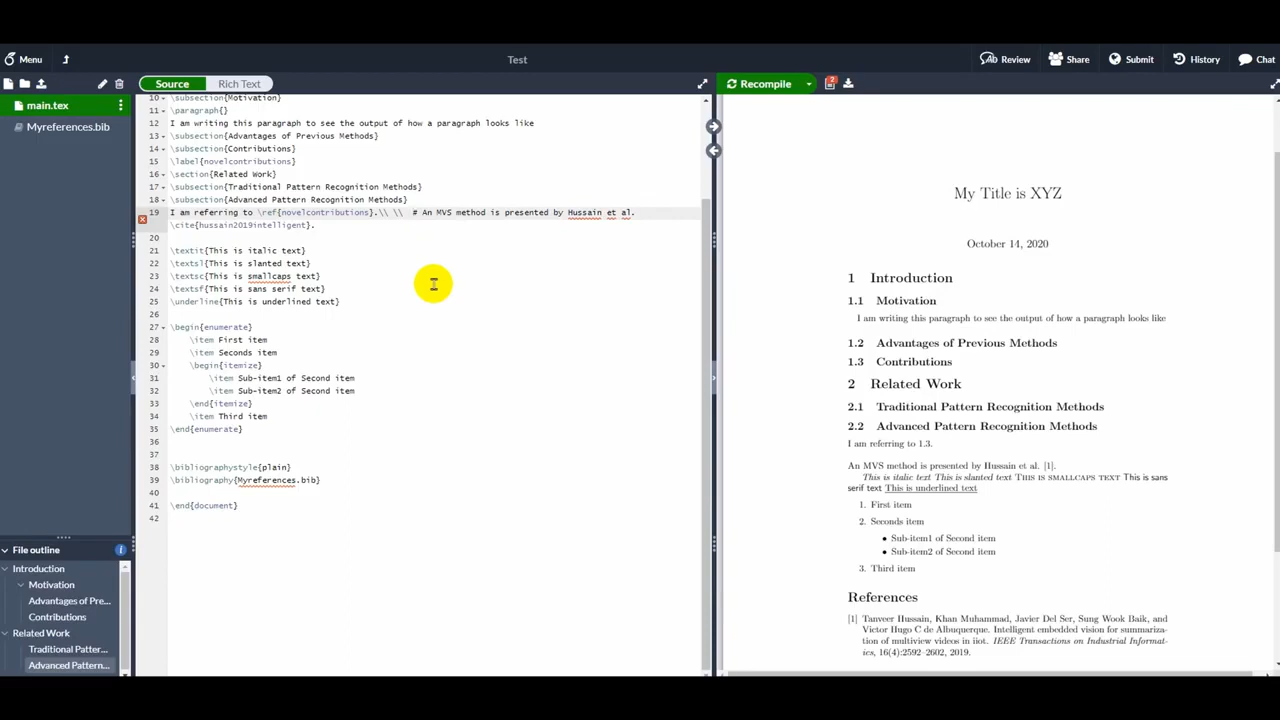 Menu
Test
Review
Share
Submit
History
Chat
Source
Rich Text
Recompile
2
main.tex
Myreferences.bib
10 \subsection{Motivation}
11 \paragraph{}
12 I am writing this paragraph to see the output of how a paragraph looks like
13 \subsection{Advantages of Previous Methods}
14 \subsection{Contributions}
15 \label{novelcontributions}
16 \section{Related Work}
17 \subsection{Traditional Pattern Recognition Methods}
18 \subsection{Advanced Pattern Recognition Methods}
19 I am referring to \ref{novelcontributions}.\\ \\ # An MVS method is presented by Hussain et al.
\cite{hussain2019intelligent}.
20
21 \textit{This is italic text}
22 \textsl{This is slanted text}
23 \textsc{This is smallcaps text}
24 \textsf{This is sans serif text}
25 \underline{This is underlined text}
26
27 \begin{enumerate}
28 \item First item
29 \item Seconds item
30 \begin{itemize}
31 \item Sub-item1 of Second item
32 \item Sub-item2 of Second item
33 \end{itemize}
34 \item Third item
35 \end{enumerate}
36
37
38 \bibliographystyle{plain}
39 \bibliography{Myreferences.bib}
40
41 \end{document}
42
File outline
Introduction
Motivation
Advantages of Pre...
Contributions
Related Work
Traditional Patter...
Advanced Pattern...
My Title is XYZ
October 14, 2020
1 Introduction
1.1 Motivation
I am writing this paragraph to see the output of how a paragraph looks like
1.2 Advantages of Previous Methods
1.3 Contributions
2 Related Work
2.1 Traditional Pattern Recognition Methods
2.2 Advanced Pattern Recognition Methods
I am referring to 1.3.
An MVS method is presented by Hussain et al. [1].
This is italic text This is slanted text THIS IS SMALLCAPS TEXT This is sans
serif text This is underlined text
1. First item
2. Seconds item
• Sub-item1 of Second item
• Sub-item2 of Second item
3. Third item
References
[1] Tanveer Hussain, Khan Muhammad, Javier Del Ser, Sung Wook Baik, and
Victor Hugo C de Albuquerque. Intelligent embedded vision for summariza-
tion of multiview videos in iiot. IEEE Transactions on Industrial Informat-
ics, 16(4):2592–2602, 2019.